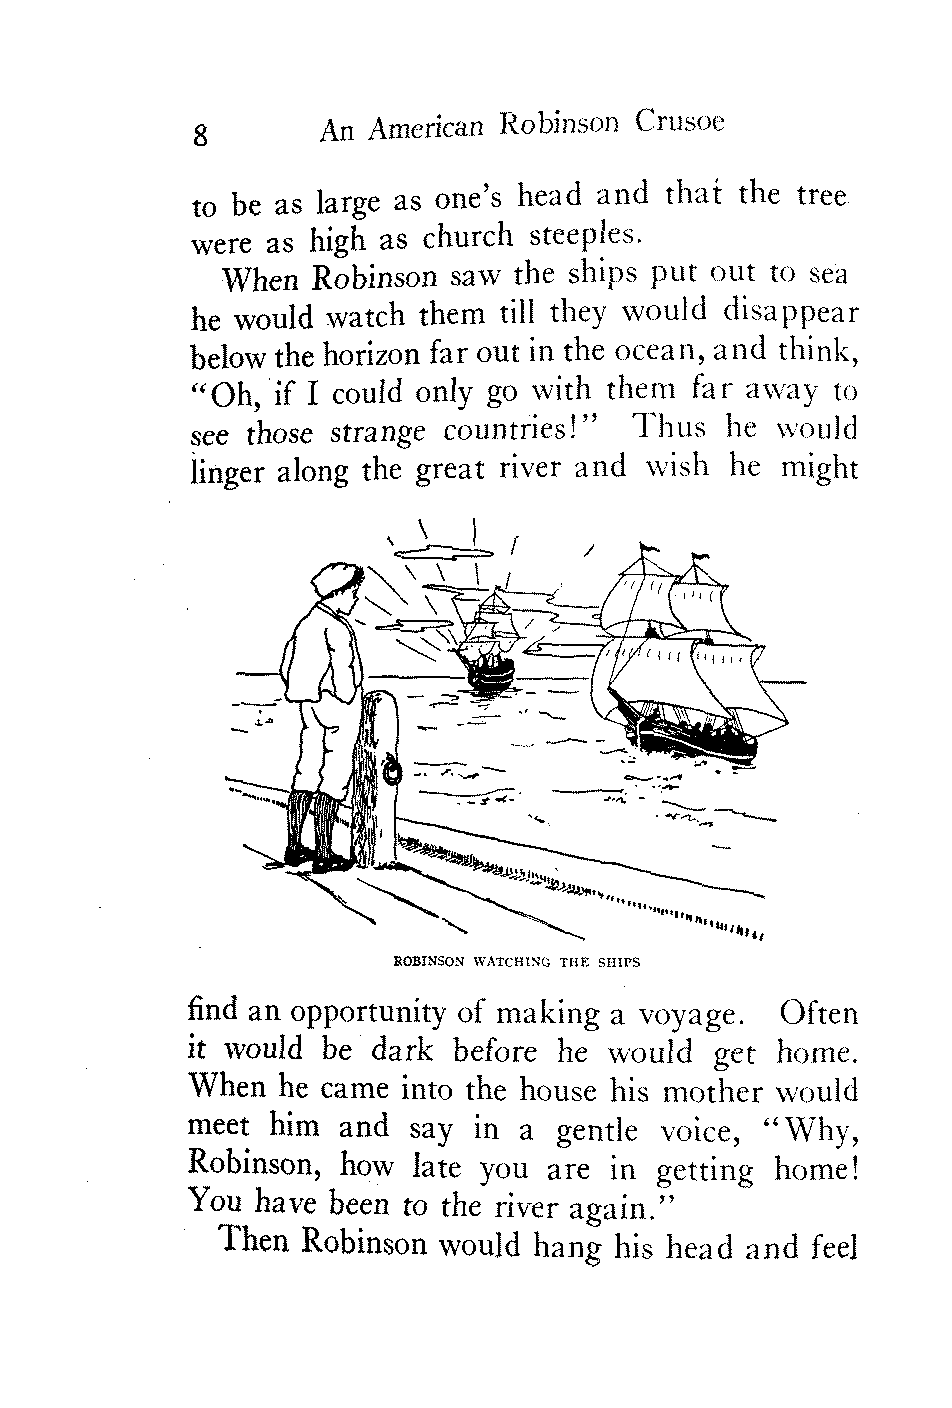 8 An American Robinson Crusoe
to be as large as one's head and that the tree
were as high as church steeples.
When Robinson saw the ships put out to sea
he would watch them till they would disappear
below the horizon far out in the ocean, and think,
“Oh, if I could only go with them far away to
see those strange countries!” Thus he would
linger along the great river and wish he might
ROBINSON WATCHING THE SHIPS
find an opportunity of making a voyage. Often
it would be dark before he would get home.
When he came into the house his mother would
meet him and say in a gentle voice, “Why,
Robinson, how late you are in getting home!
You have been to the river again.”
Then Robinson would hang his head and feel